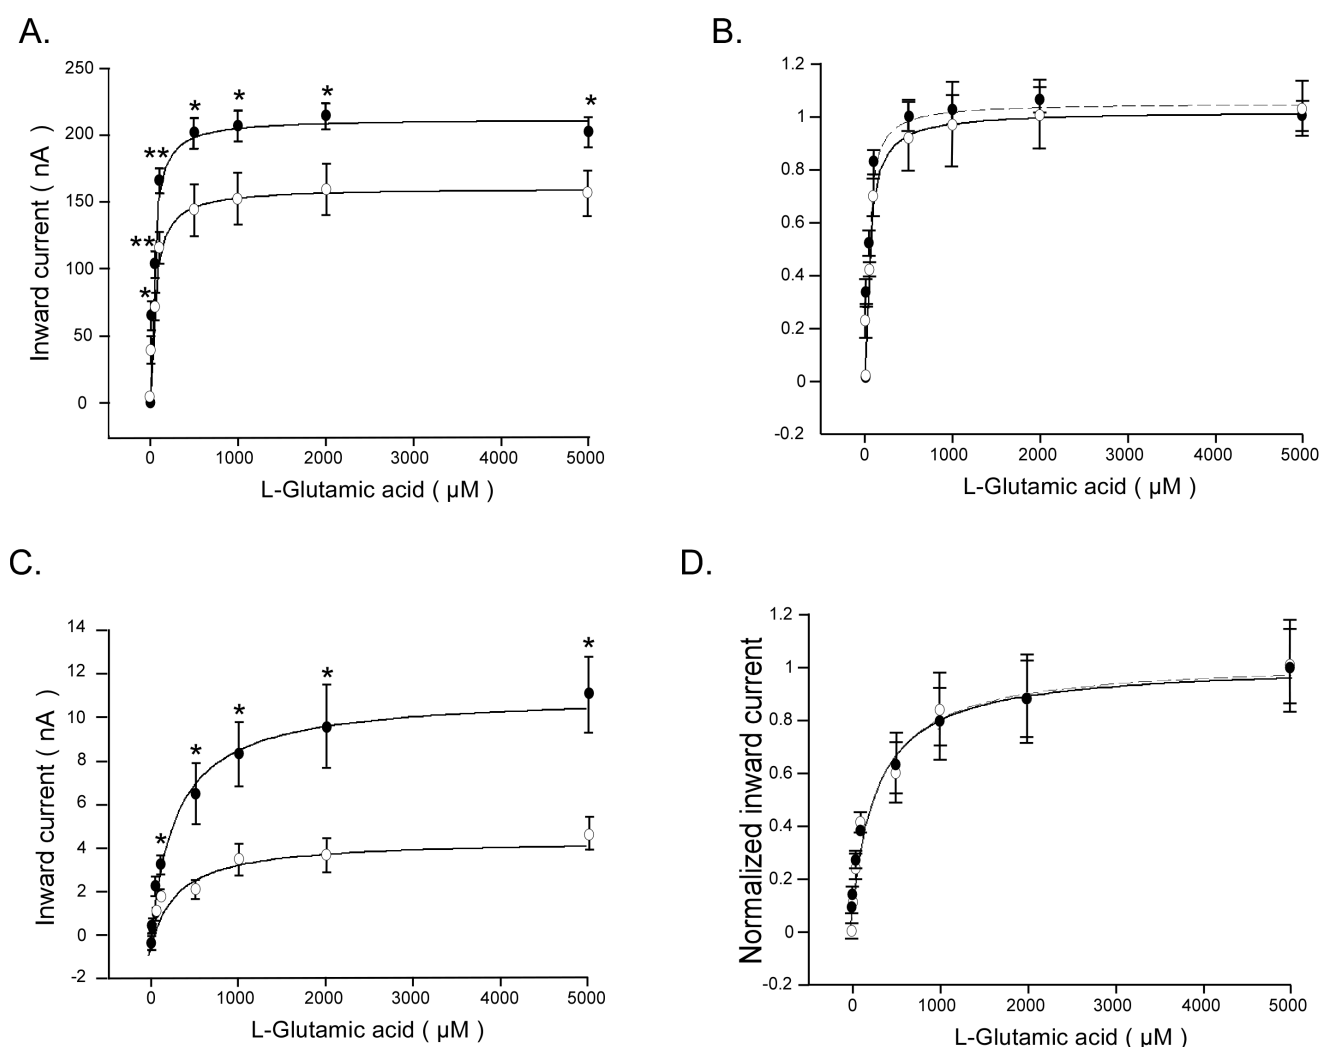 A.
250
200
150
100
50
0
Inward current ( nA )
*
* *
* *
*
*
*
*
0 1000 2000 3000 4000 5000
L-Glutamic acid ( µM )
B.
1.2
1
0.8
0.6
0.4
0.2
0
-0.2
0 1000 2000 3000 4000 5000
L-Glutamic acid ( µM )
C.
14
12
10
8
6
4
2
0
-2
Inward current ( nA )
*
*
*
*
*
0 1000 2000 3000 4000 5000
L-Glutamic acid ( µM )
D.
1.2
1
0.8
0.6
0.4
0.2
0
-0.2
Normalized inward current
0 1000 2000 3000 4000 5000
L-Glutamic acid ( µM )